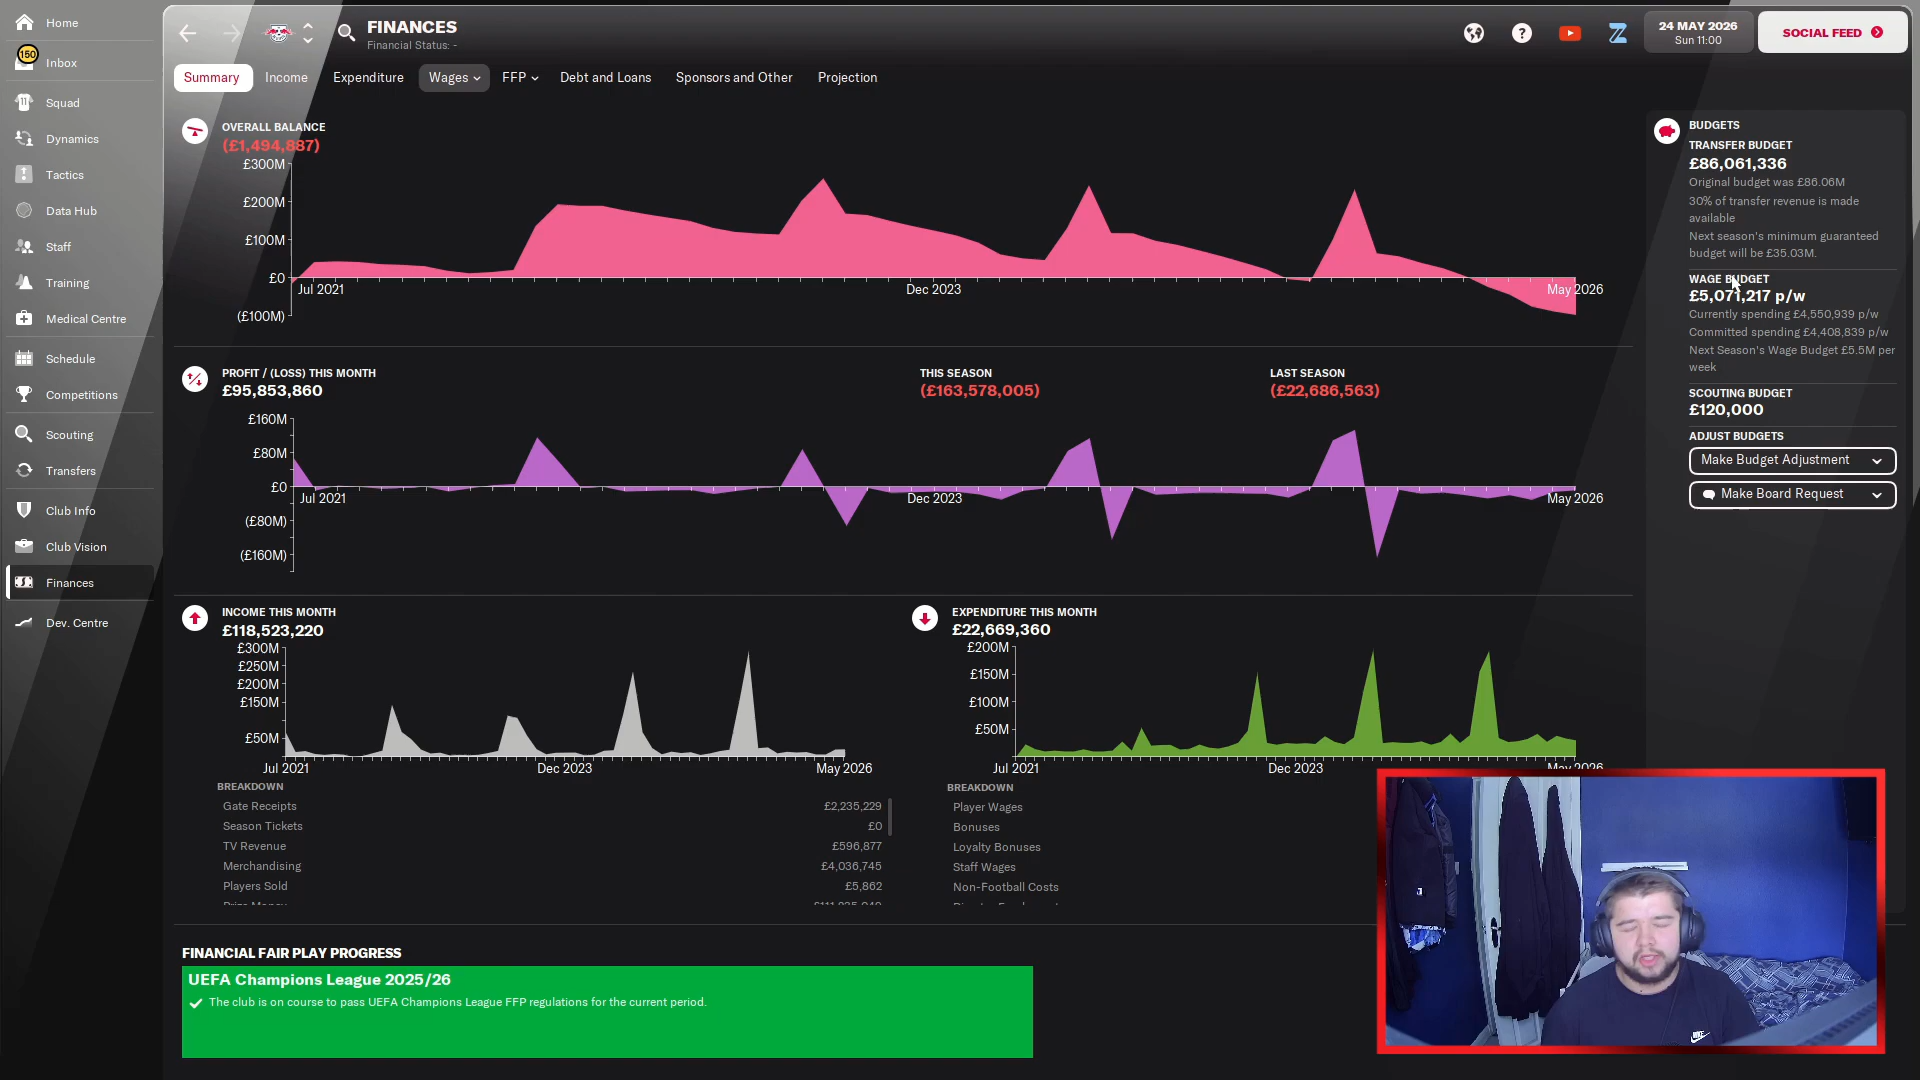 Home
150
Inbox
Squad
Dynamics
Tactics
Data Hub
Staff
Training
Medical Centre
Schedule
Competitions
Scouting
Transfers
Club Info
Club Vision
Finances
Dev. Centre
FINANCES
Financial Status: -
24 MAY 2026
Sun 11:00
SOCIAL FEED
Summary
Income
Expenditure
Wages
FFP
Debt and Loans
Sponsors and Other
Projection
OVERALL BALANCE
(£1,494,887)
£300M
£200M
£100M
£0
(£100M)
Jul 2021
Dec 2023
May 2026
PROFIT / (LOSS) THIS MONTH
£95,853,860
THIS SEASON
(£163,578,005)
LAST SEASON
(£22,686,563)
£160M
£80M
£0
(£80M)
(£160M)
Jul 2021
Dec 2023
May 2026
INCOME THIS MONTH
£118,523,220
£300M
£250M
£200M
£150M
£50M
Jul 2021
Dec 2023
May 2026
BREAKDOWN
Gate Receipts £2,235,229
Season Tickets £0
TV Revenue £596,877
Merchandising £4,036,745
Players Sold £5,862
EXPENDITURE THIS MONTH
£22,669,360
£200M
£150M
£100M
£50M
Jul 2021
Dec 2023
May 2026
BREAKDOWN
Player Wages
Bonuses
Loyalty Bonuses
Staff Wages
Non-Football Costs
FINANCIAL FAIR PLAY PROGRESS
UEFA Champions League 2025/26
The club is on course to pass UEFA Champions League FFP regulations for the current period.
BUDGETS
TRANSFER BUDGET
£86,061,336
Original budget was £86.06M
30% of transfer revenue is made
available
Next season's minimum guaranteed
budget will be £35.03M.
WAGE BUDGET
£5,071,217 p/w
Currently spending £4,550,939 p/w
Committed spending £4,408,839 p/w
Next Season's Wage Budget £5.5M per
week
SCOUTING BUDGET
£120,000
ADJUST BUDGETS
Make Budget Adjustment
Make Board Request